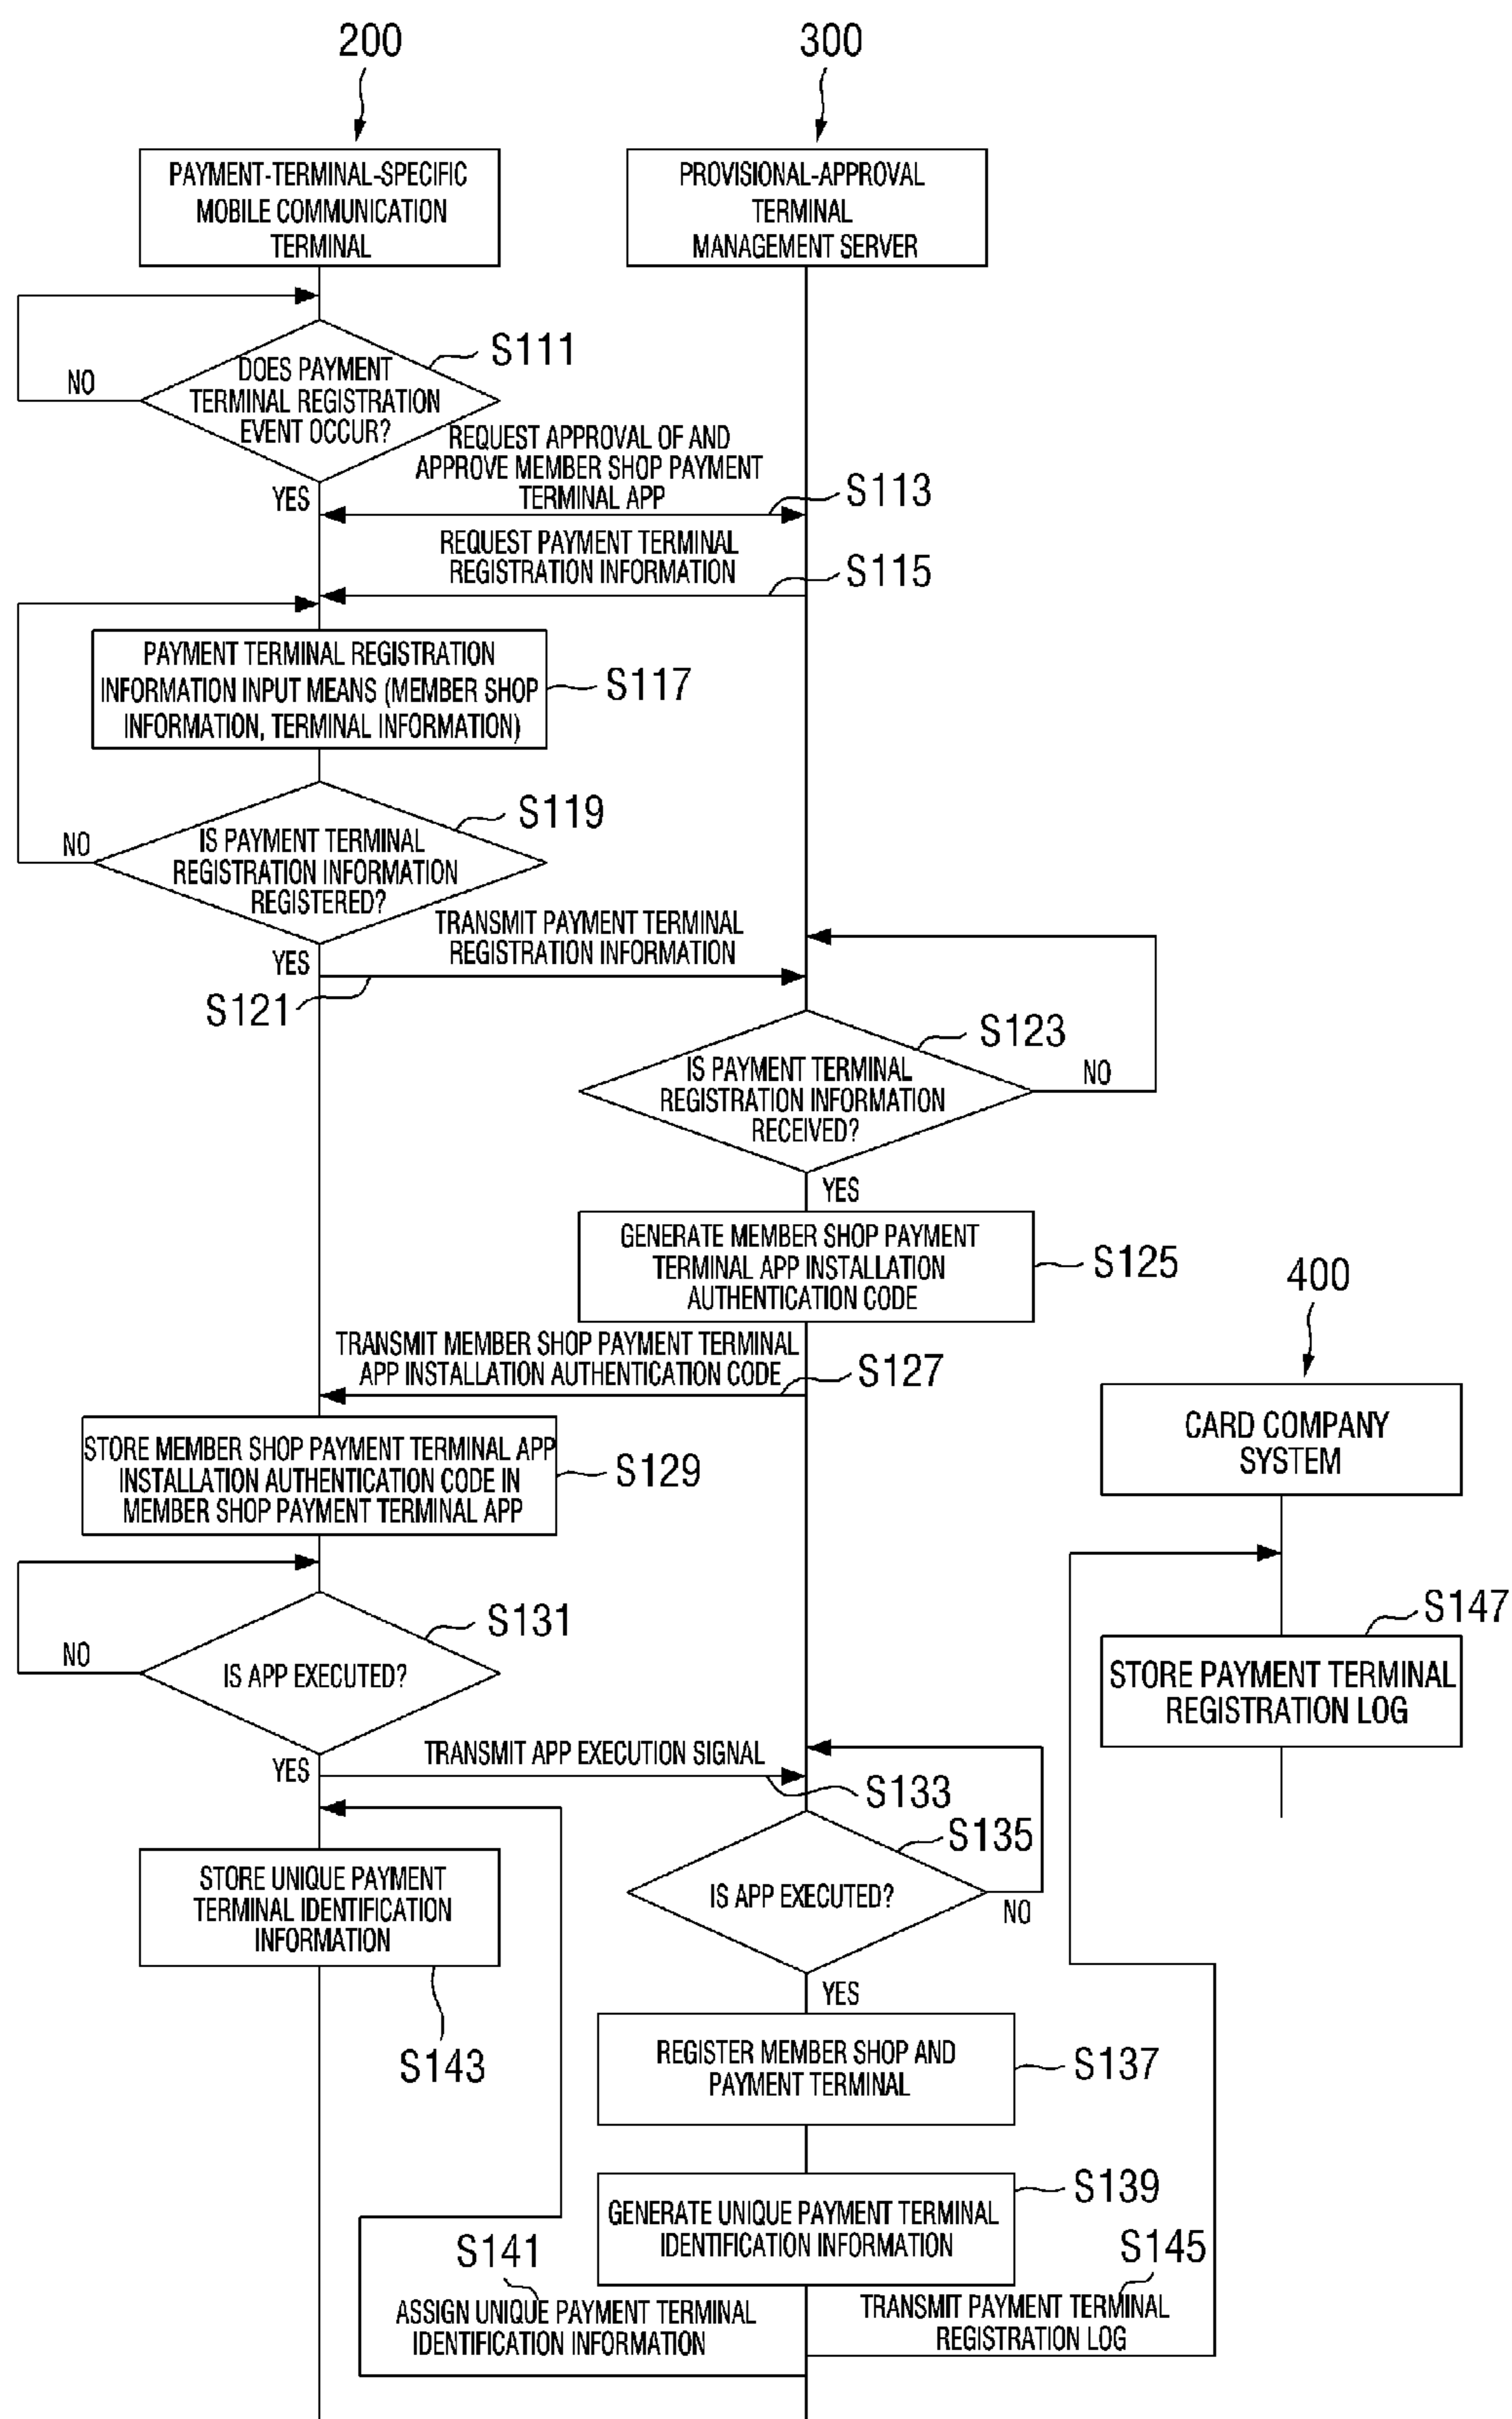 200
300
PAYMENT-TERMINAL-SPECIFIC
MOBILE COMMUNICATION
TERMINAL
PROVISIONAL-APPROVAL
TERMINAL
MANAGEMENT SERVER
S111
DOES PAYMENT
TERMINAL REGISTRATION
EVENT OCCUR?
NO
YES
REQUEST APPROVAL OF AND
APPROVE MEMBER SHOP PAYMENT
TERMINAL APP
S113
REQUEST PAYMENT TERMINAL
REGISTRATION INFORMATION
S115
PAYMENT TERMINAL REGISTRATION
INFORMATION INPUT MEANS (MEMBER SHOP
INFORMATION, TERMINAL INFORMATION)
S117
S119
IS PAYMENT TERMINAL
REGISTRATION INFORMATION
REGISTERED?
NO
YES
TRANSMIT PAYMENT TERMINAL
REGISTRATION INFORMATION
S121
S123
IS PAYMENT TERMINAL
REGISTRATION INFORMATION
RECEIVED?
NO
YES
GENERATE MEMBER SHOP PAYMENT
TERMINAL APP INSTALLATION
AUTHENTICATION CODE
S125
400
TRANSMIT MEMBER SHOP PAYMENT TERMINAL
APP INSTALLATION AUTHENTICATION CODE
S127
CARD COMPANY
SYSTEM
STORE MEMBER SHOP PAYMENT TERMINAL APP
INSTALLATION AUTHENTICATION CODE IN
MEMBER SHOP PAYMENT TERMINAL APP
S129
S131
IS APP EXECUTED?
NO
YES
S147
STORE PAYMENT TERMINAL
REGISTRATION LOG
TRANSMIT APP EXECUTION SIGNAL
S133
S135
IS APP EXECUTED?
NO
YES
STORE UNIQUE PAYMENT
TERMINAL IDENTIFICATION
INFORMATION
S143
REGISTER MEMBER SHOP AND
PAYMENT TERMINAL
S137
S139
GENERATE UNIQUE PAYMENT TERMINAL
IDENTIFICATION INFORMATION
S141
ASSIGN UNIQUE PAYMENT TERMINAL
IDENTIFICATION INFORMATION
S145
TRANSMIT PAYMENT TERMINAL
REGISTRATION LOG